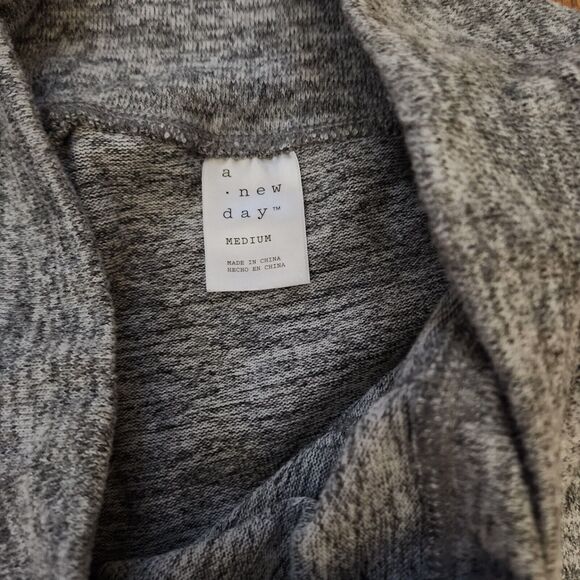 a
· new
day™
MEDIUM
MADE IN CHINA
HECHO EN CHINA